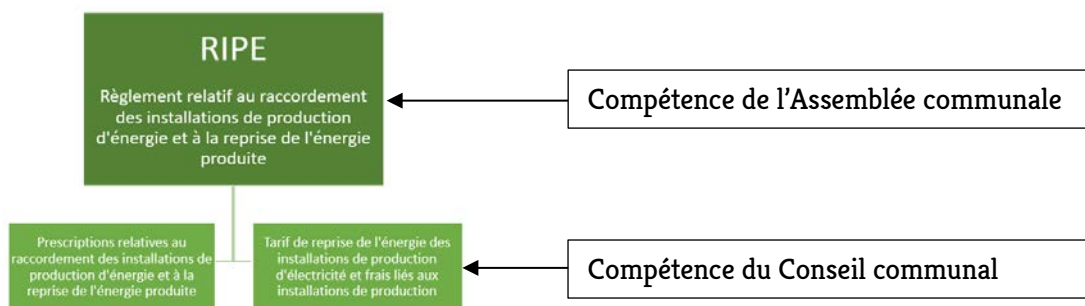 RIPE
Règlement relatif au raccordement
des installations de production
d'énergie et à la reprise de l'énergie
produite
Compétence de l'Assemblée communale
Prescriptions relatives au
raccordement des installations de
production d'énergie et à la
reprise de l'énergie produite
Tarif de reprise de l'énergie des
installations de production
d'électricité et frais liés aux
installations de production
Compétence du Conseil communal